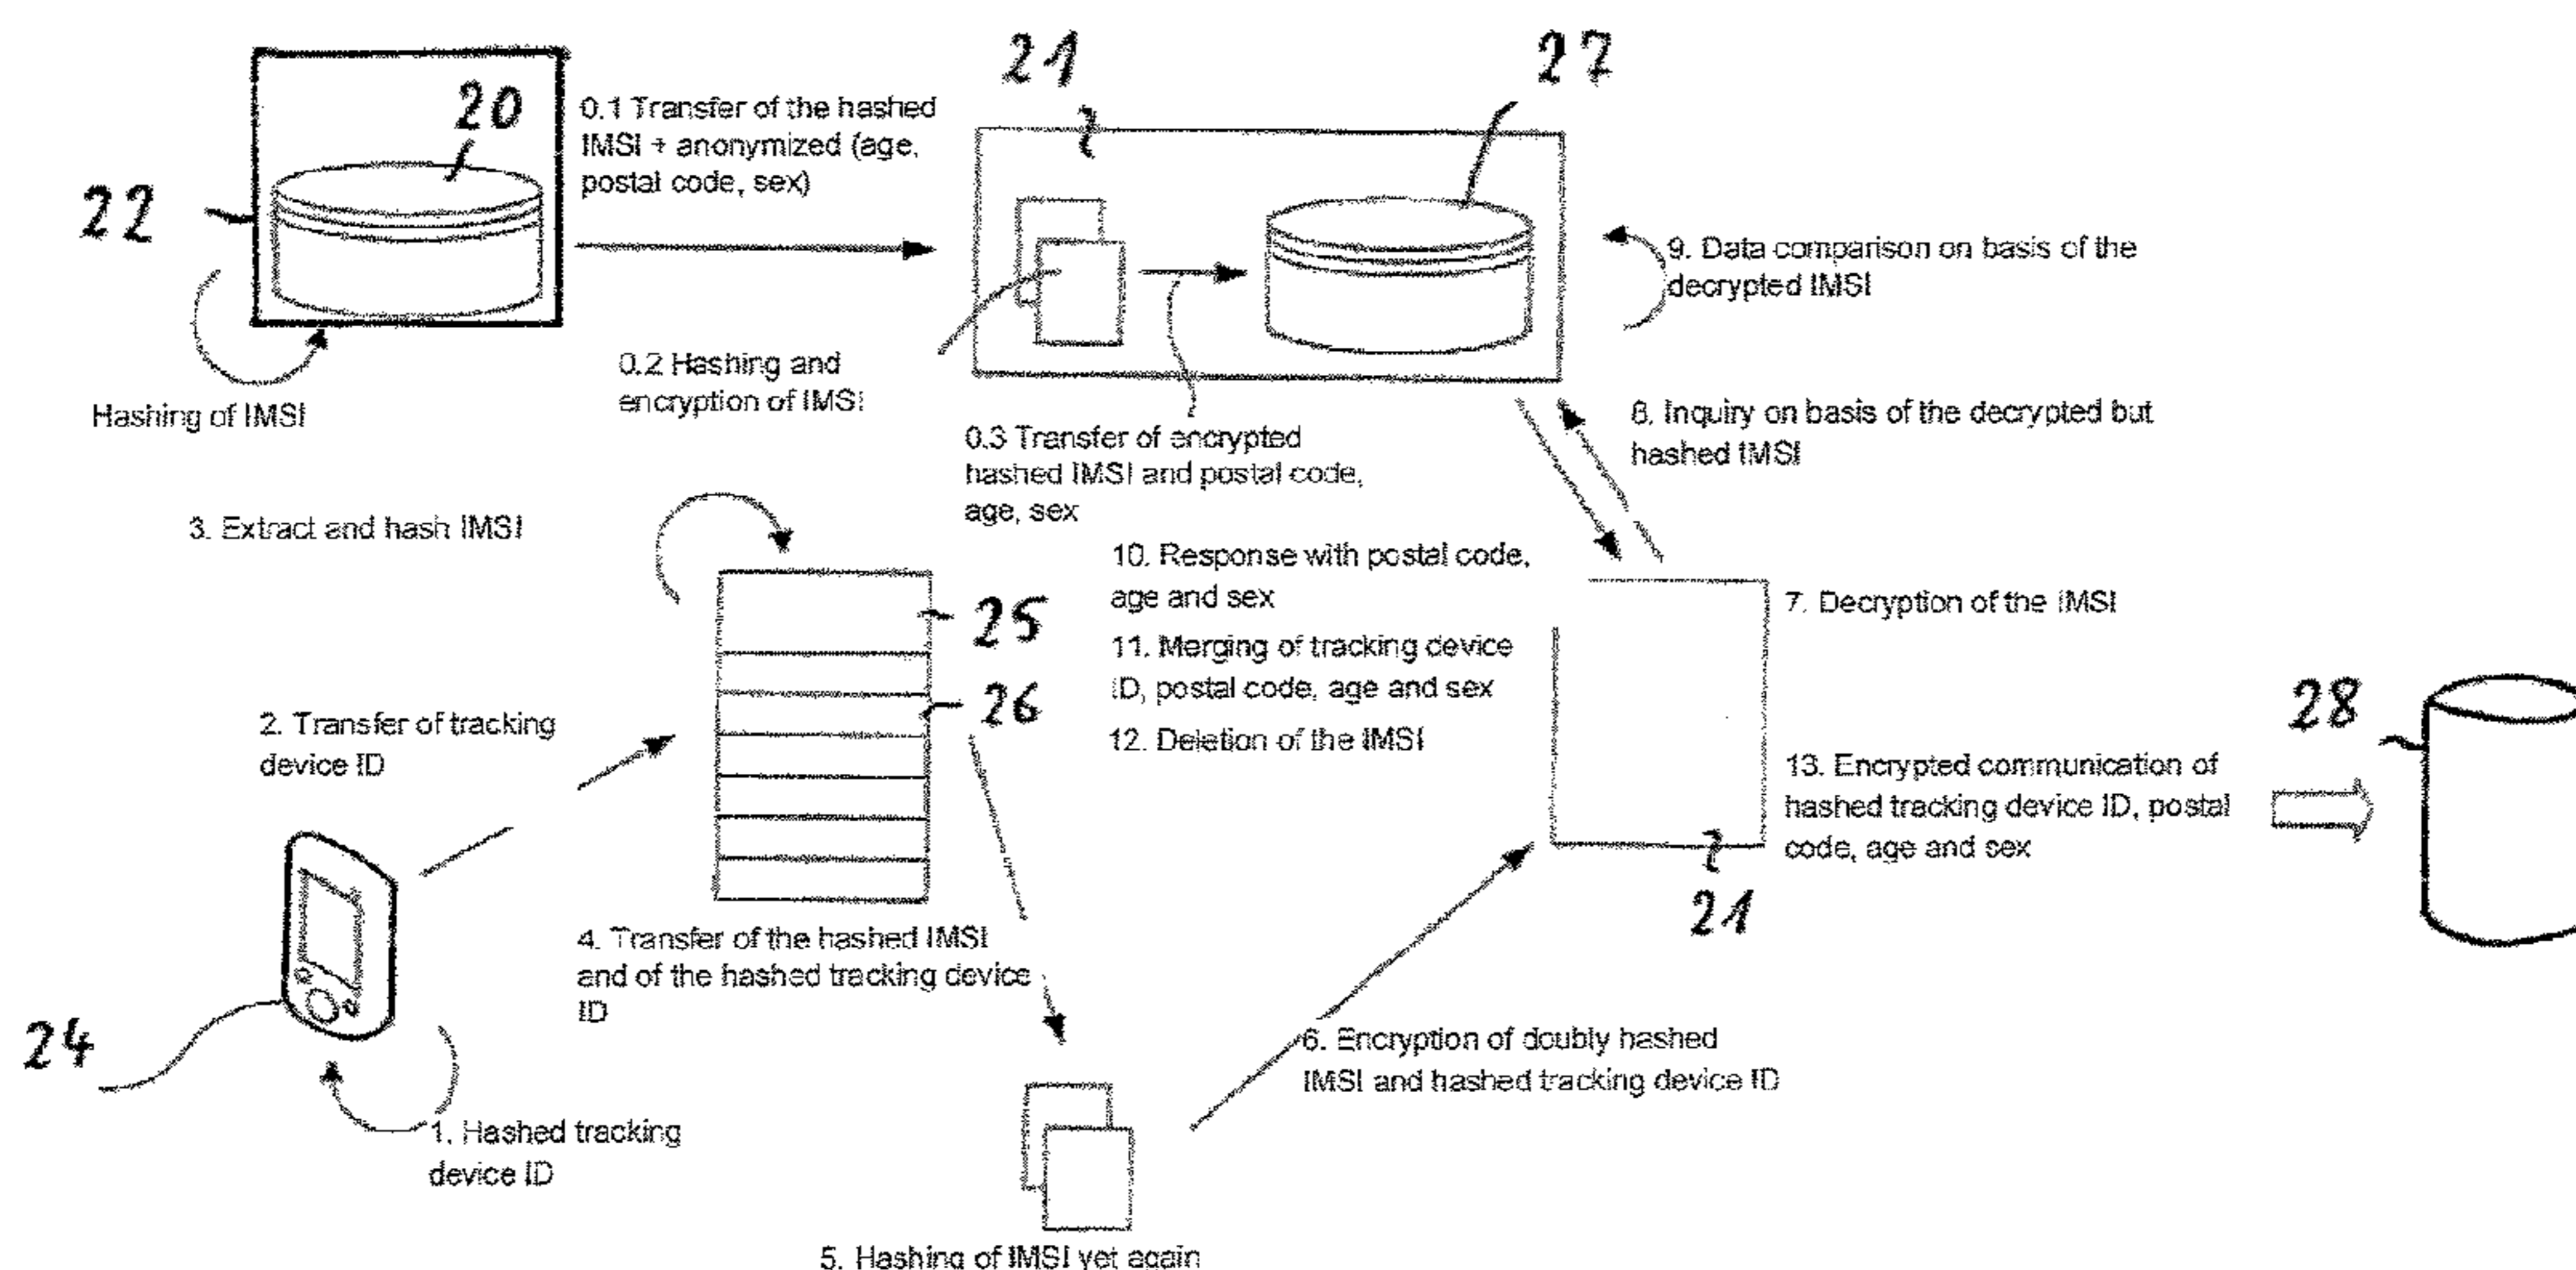 21
27
20
0.1 Transfer of the hashed
IMSI + anonymized (age,
postal code, sex)
22
9. Data comparison on basis of the
decrypted IMSI
0.2 Hashing and
encryption of IMSI
Hashing of IMSI
0.3 Transfer of encrypted
hashed IMSI and postal code,
age, sex
8. Inquiry on basis of the decrypted but
hashed IMSI
3. Extract and hash IMSI
10. Response with postal code,
age and sex
25
7. Decryption of the IMSI
11. Merging of tracking device
ID, postal code, age and sex
26
12. Deletion of the IMSI
28
2. Transfer of tracking
device ID
13. Encrypted communication of
hashed tracking device ID, postal
code, age and sex
21
4. Transfer of the hashed IMSI
and of the hashed tracking device
ID
24
6. Encryption of doubly hashed
IMSI and hashed tracking device ID
1. Hashed tracking
device ID
5. Hashing of IMSI yet again